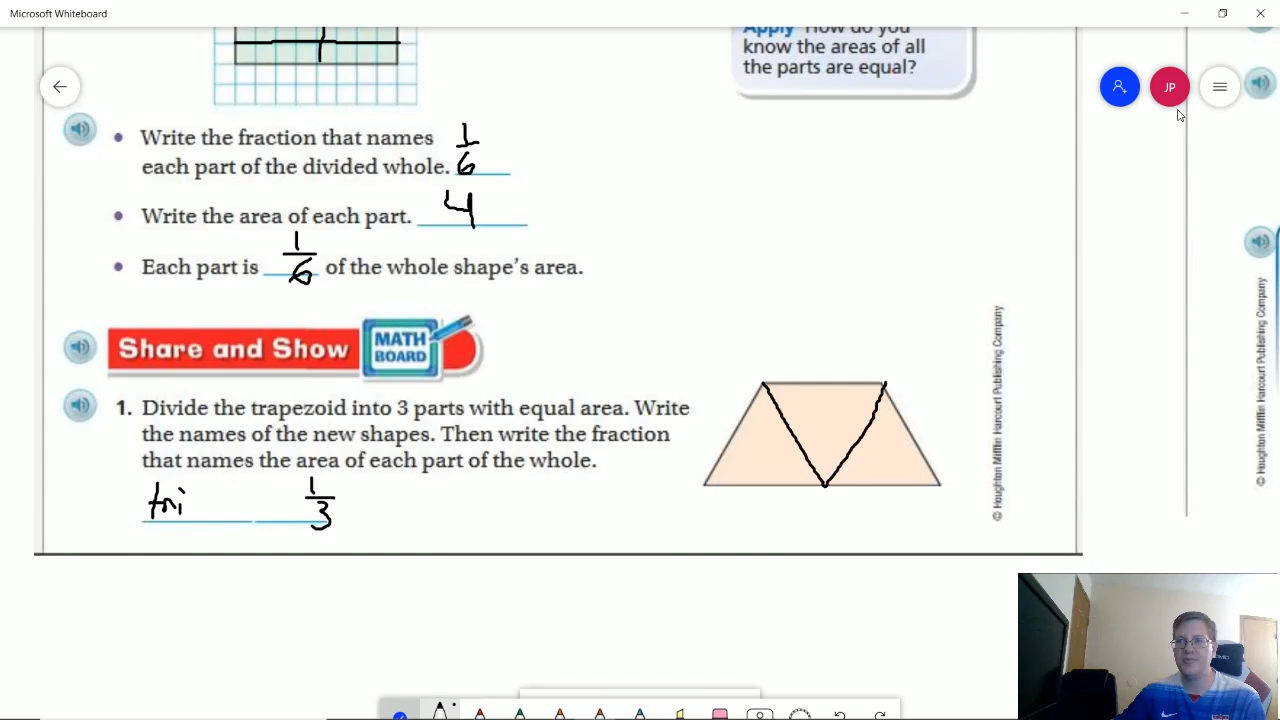 Microsoft Whiteboard
Apply How do you
know the areas of all
the parts are equal?
JP
Write the fraction that names 1
each part of the divided whole. 6
Write the area of each part. 4
Each part is 1/6 of the whole shape's area.
Share and Show
MATH
BOARD
1. Divide the trapezoid into 3 parts with equal area. Write
the names of the new shapes. Then write the fraction
that names the area of each part of the whole.
tri 1/3
© Houghton Mifflin Harcourt Publishing Company
© Houghton Mifflin Harcourt Publishing Company